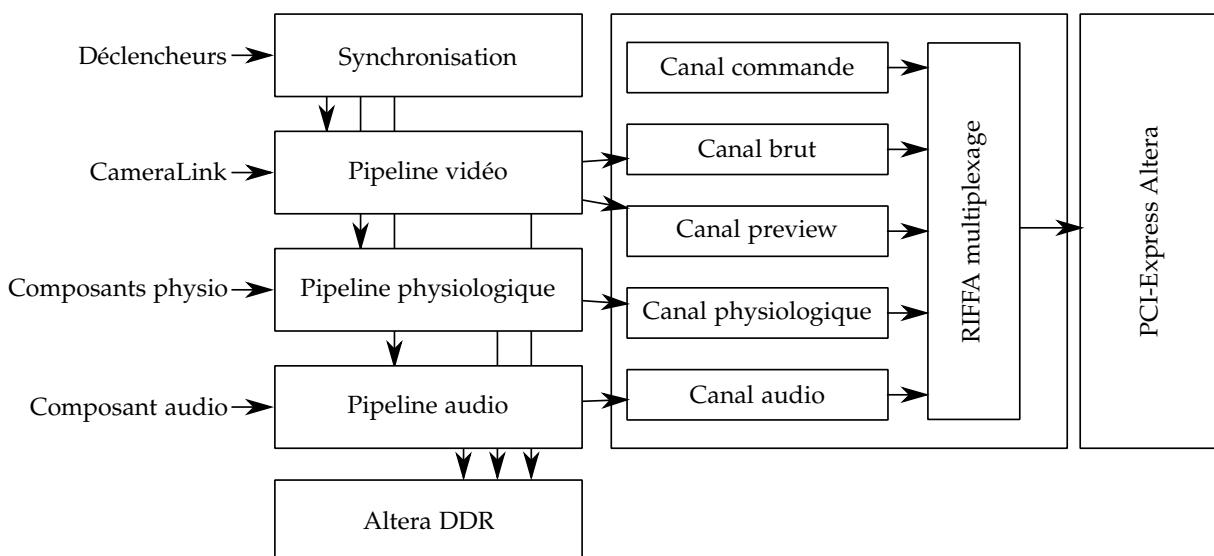 Déclencheurs
Synchronisation
CameraLink
Pipeline vidéo
Composants physio
Pipeline physiologique
Composant audio
Pipeline audio
Altera DDR
Canal commande
Canal brut
Canal preview
Canal physiologique
Canal audio
RIFFA multiplexage
PCI-Express Altera